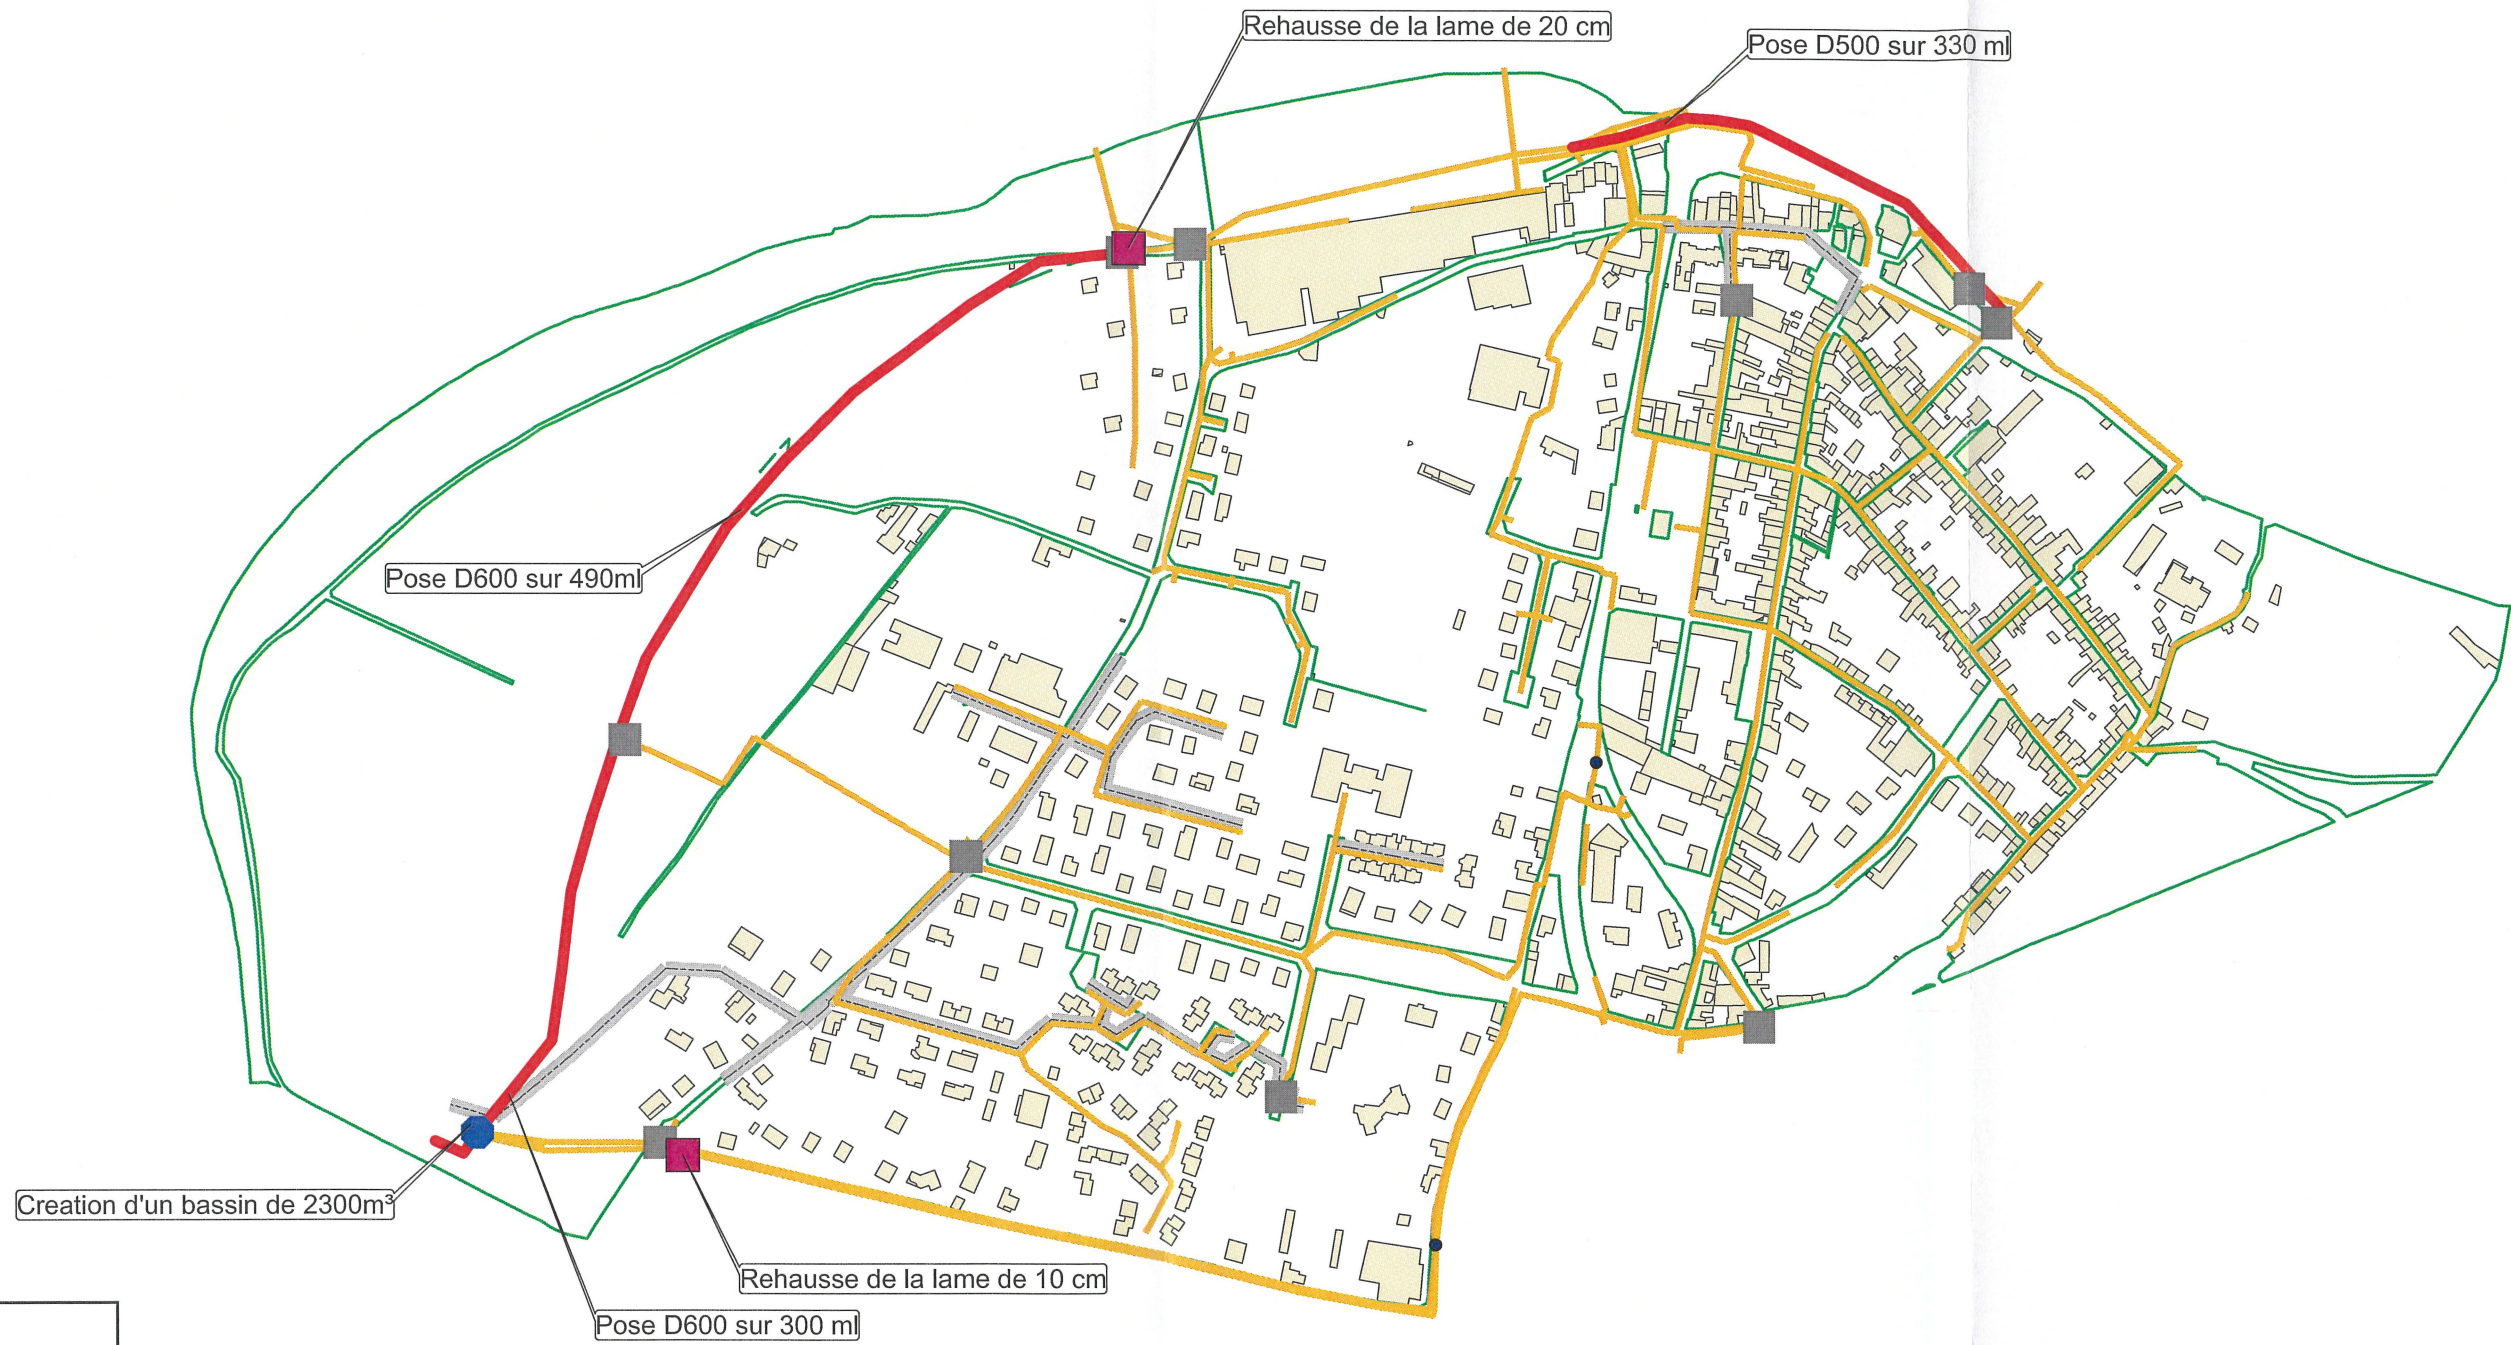 Rehausse de la lame de 20 cm
Pose D500 sur 330 ml
Pose D600 sur 490ml
Creation d'un bassin de 2300m³
Rehausse de la lame de 10 cm
Pose D600 sur 300 ml